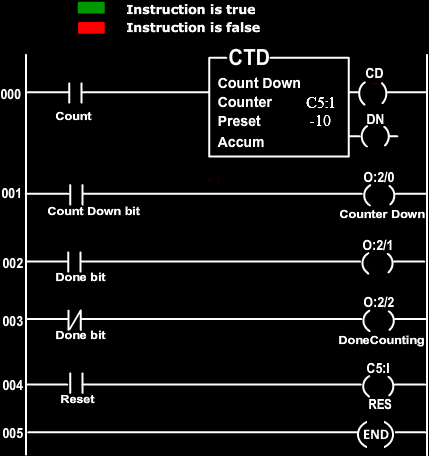 Instruction is true
Instruction is false
CTD
Count Down
Counter C5:1
Preset -10
Accum
CD
DN
000
Count
001
Count Down bit
O:2/0
Counter Down
002
Done bit
O:2/1
003
Done bit
O:2/2
DoneCounting
004
Reset
C5:I
RES
005
END